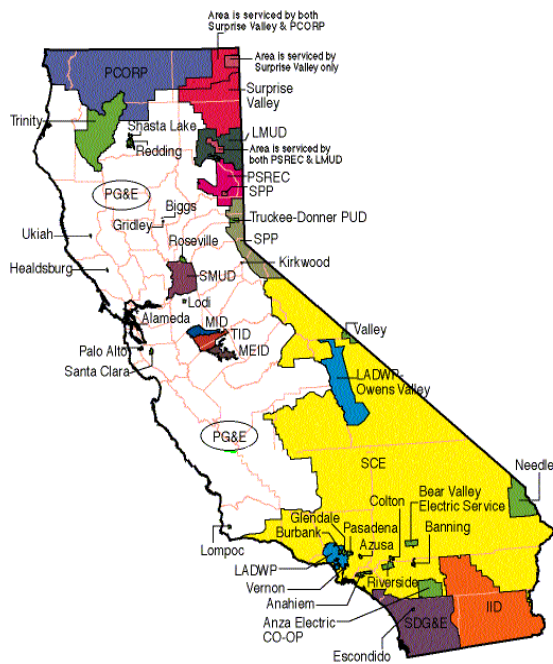 Area is serviced by both
Surprise Valley & PCORP
Area is serviced by
Surprise Valley only
PCORP
Surprise
Valley
Trinity
Shasta Lake
Redding
LMUD
Area is serviced by
both PSREC & LMUD
PSREC
SPP
PG&E
Biggs
Gridley
Truckee-Donner PUD
Ukiah
Roseville
SPP
Healdsburg
SMUD
Kirkwood
Lodi
Alameda
MID
TID
MEID
Valley
Palo Alto
Santa Clara
LADWP-
Owens Valley
PG&E
SCE
Needle
Colton
Bear Valley
Electric Service
Glendale
Burbank
Pasadena
Azusa
Banning
Lompoc
LADWP
Vernon
Riverside
Anahiem
Anza Electric
CO-OP
SDG&E
IID
Escondido